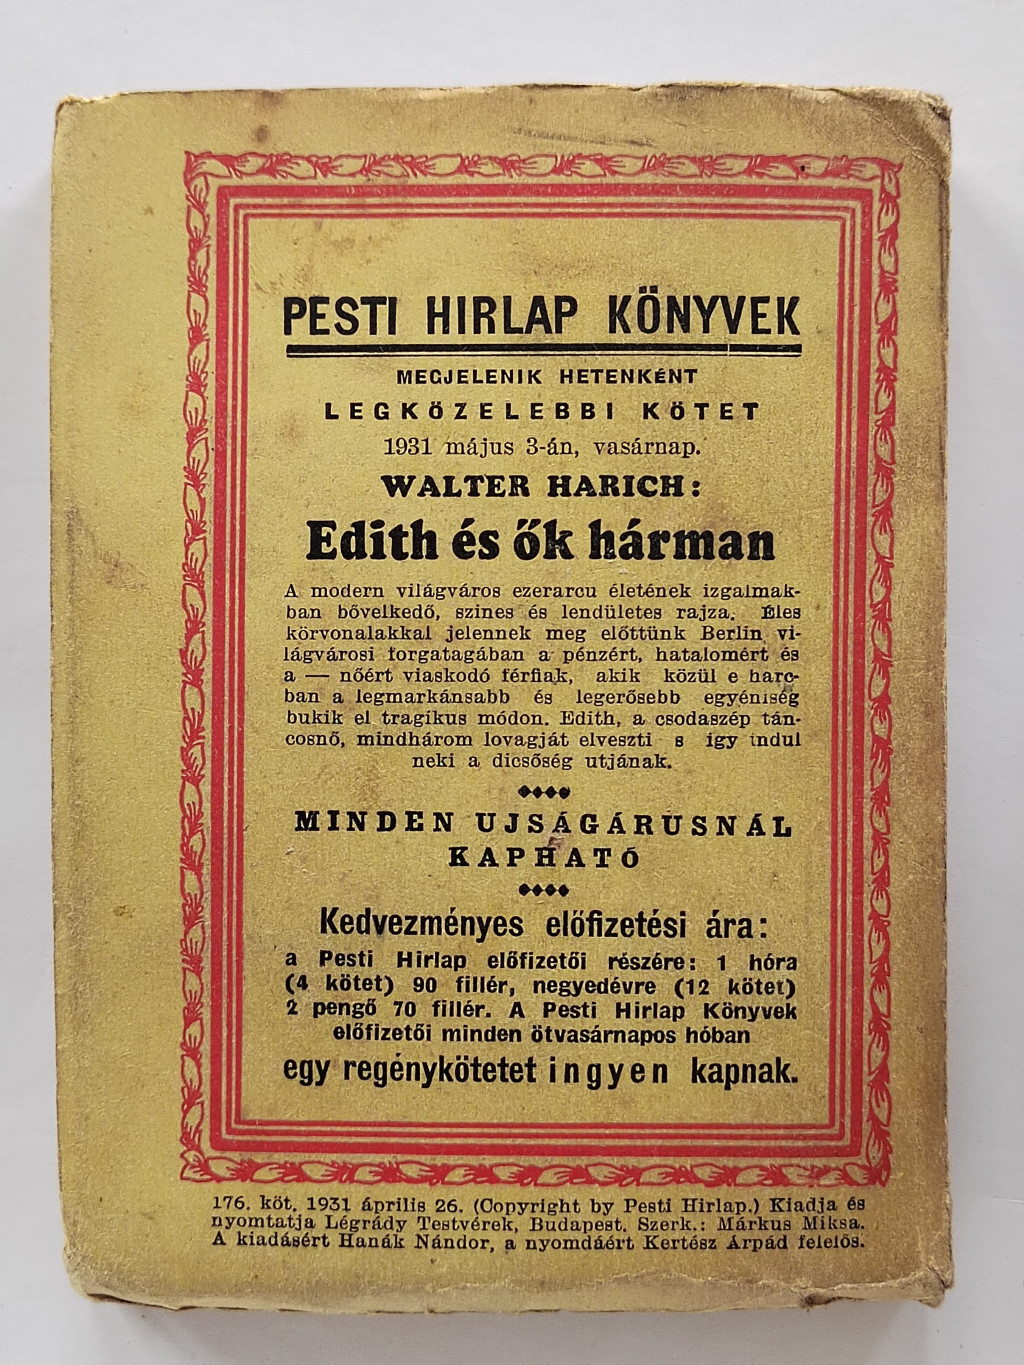 PESTI HIRLAP KÖNYVEK
MEGJELENIK HETENKÉNT
LEGKÖZELEBBI KÖTET
1931 május 3-án, vasárnap.
WALTER HARICH:
Edith és ők hárman
A modern világváros ezerarcu életének izgalmak-
ban bővelkedő, szines és lendületes rajza. Éles
körvonalakkal jelennek meg előttünk Berlin vi-
lágvárosi forgatagában a pénzért, hatalomért és
a — nőért viaskodó férfiak, akik közül e harc-
ban a legmarkánsabb és legerősebb egyéniség
bukik el tragikus módon. Edith, a csodaszép tán-
cosnő, mindhárom lovagját elveszti s igy indul
neki a dicsőség utjának.
MINDEN UJSÁGÁRUSNÁL
KAPHATÓ
Kedvezményes előfizetési ára:
a Pesti Hirlap előfizetői részére: 1 hóra
(4 kötet) 90 fillér, negyedévre (12 kötet)
2 pengő 70 fillér. A Pesti Hirlap Könyvek
előfizetői minden ötvasárnapos hóban
egy regénykötetet ingyen kapnak.
176. köt. 1931 április 26. (Copyright by Pesti Hirlap.) Kiadja és
nyomtatja Légrády Testvérek, Budapest. Szerk.: Márkus Miksa.
A kiadásért Hanák Nándor, a nyomdáért Kertész Árpád felelős.